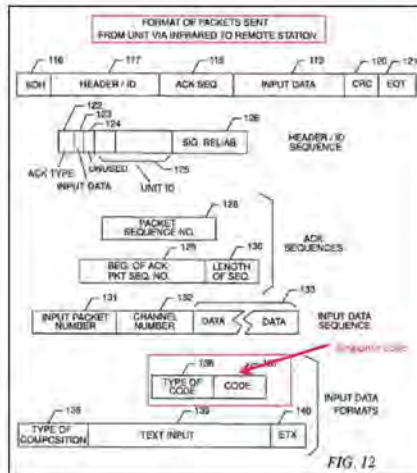 FORMAT OF PACKETS SENT
FROM UNIT VIA INFRARED TO REMOTE STATION
116 117 118 119 120 121
SOH HEADER / ID ACK SEQ INPUT DATA CRC EOT
122
123
124 126
SIG. RELIAB. HEADER / ID
SEQUENCE
ACK TYPE UNUSED 125
INPUT DATA UNIT ID
128
PACKET
SEQUENCE NO.
129 130 ACK
SEQUENCES
BEG. OF ACK LENGTH
PKT SEQ. NO. OF SEQ.
131 132 133
INPUT PACKET CHANNEL DATA DATA INPUT DATA
NUMBER NUMBER SEQUENCE
136
TYPE OF CODE
CODE INPUT DATA
FORMATS
138 139 140
TYPE OF TEXT INPUT ETX
COMPOSITION
FIG. 12